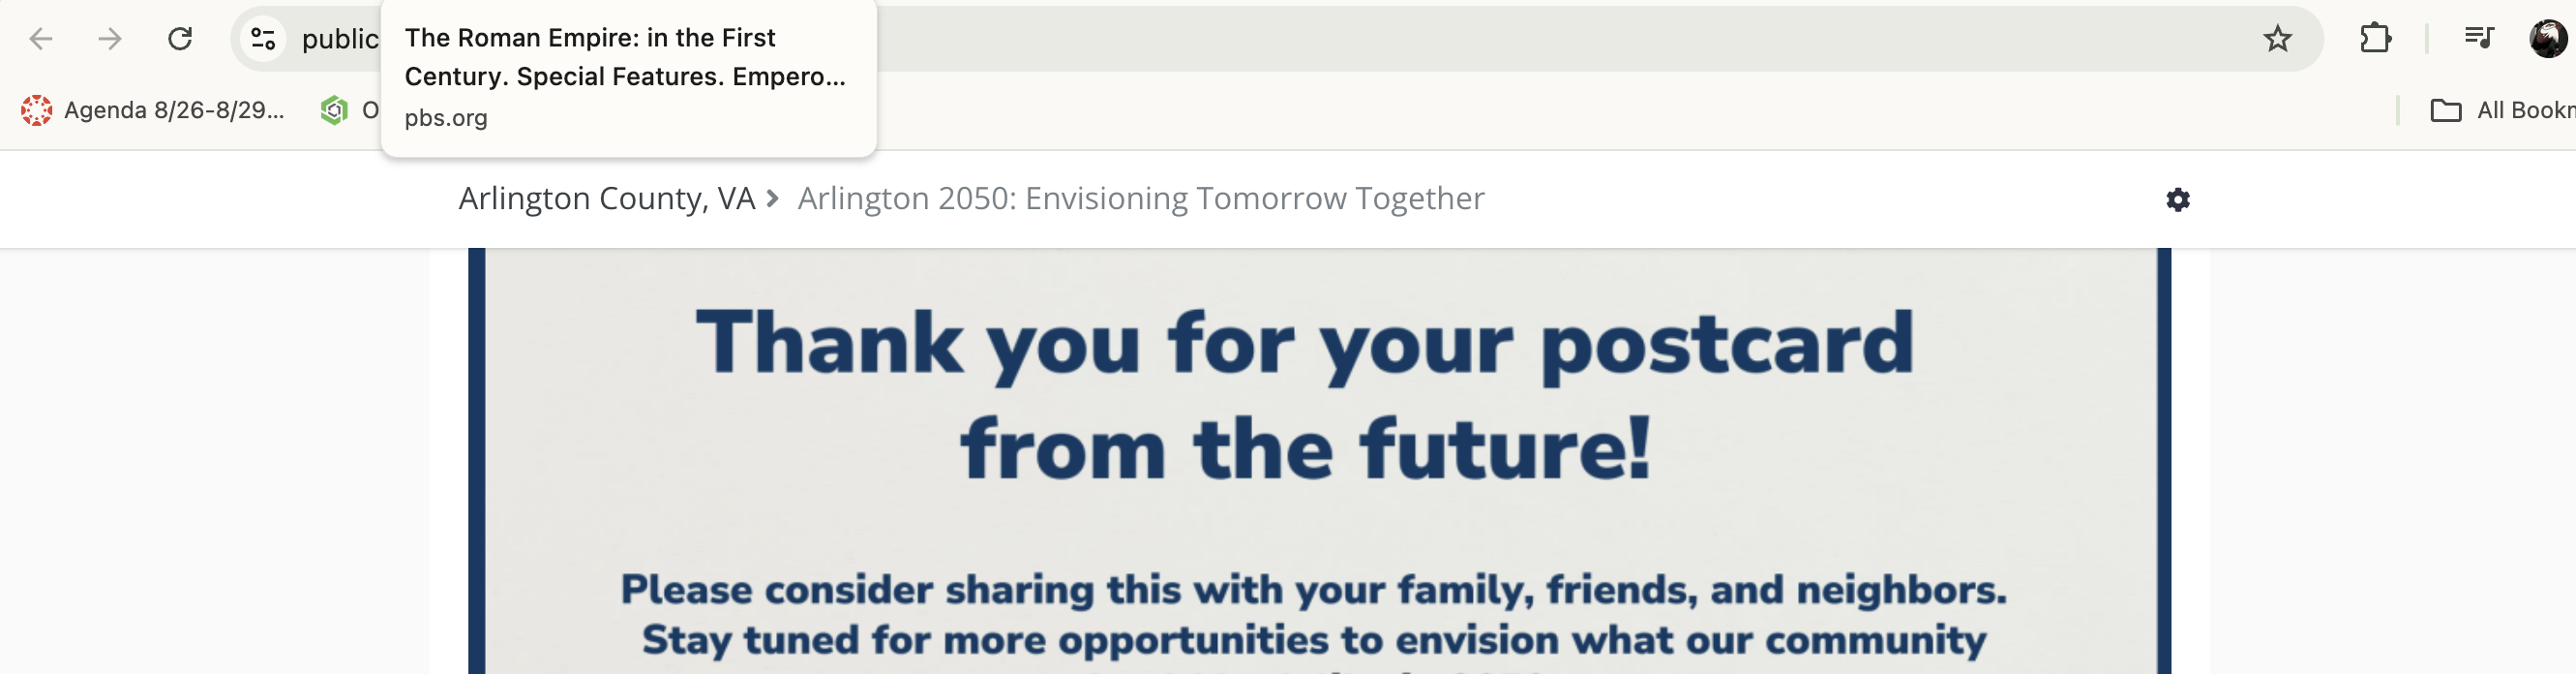 public
The Roman Empire: in the First
Century. Special Features. Empero...
pbs.org
Agenda 8/26-8/29...
O
All Bookm
Arlington County, VA > Arlington 2050: Envisioning Tomorrow Together
Thank you for your postcard
from the future!
Please consider sharing this with your family, friends, and neighbors.
Stay tuned for more opportunities to envision what our community